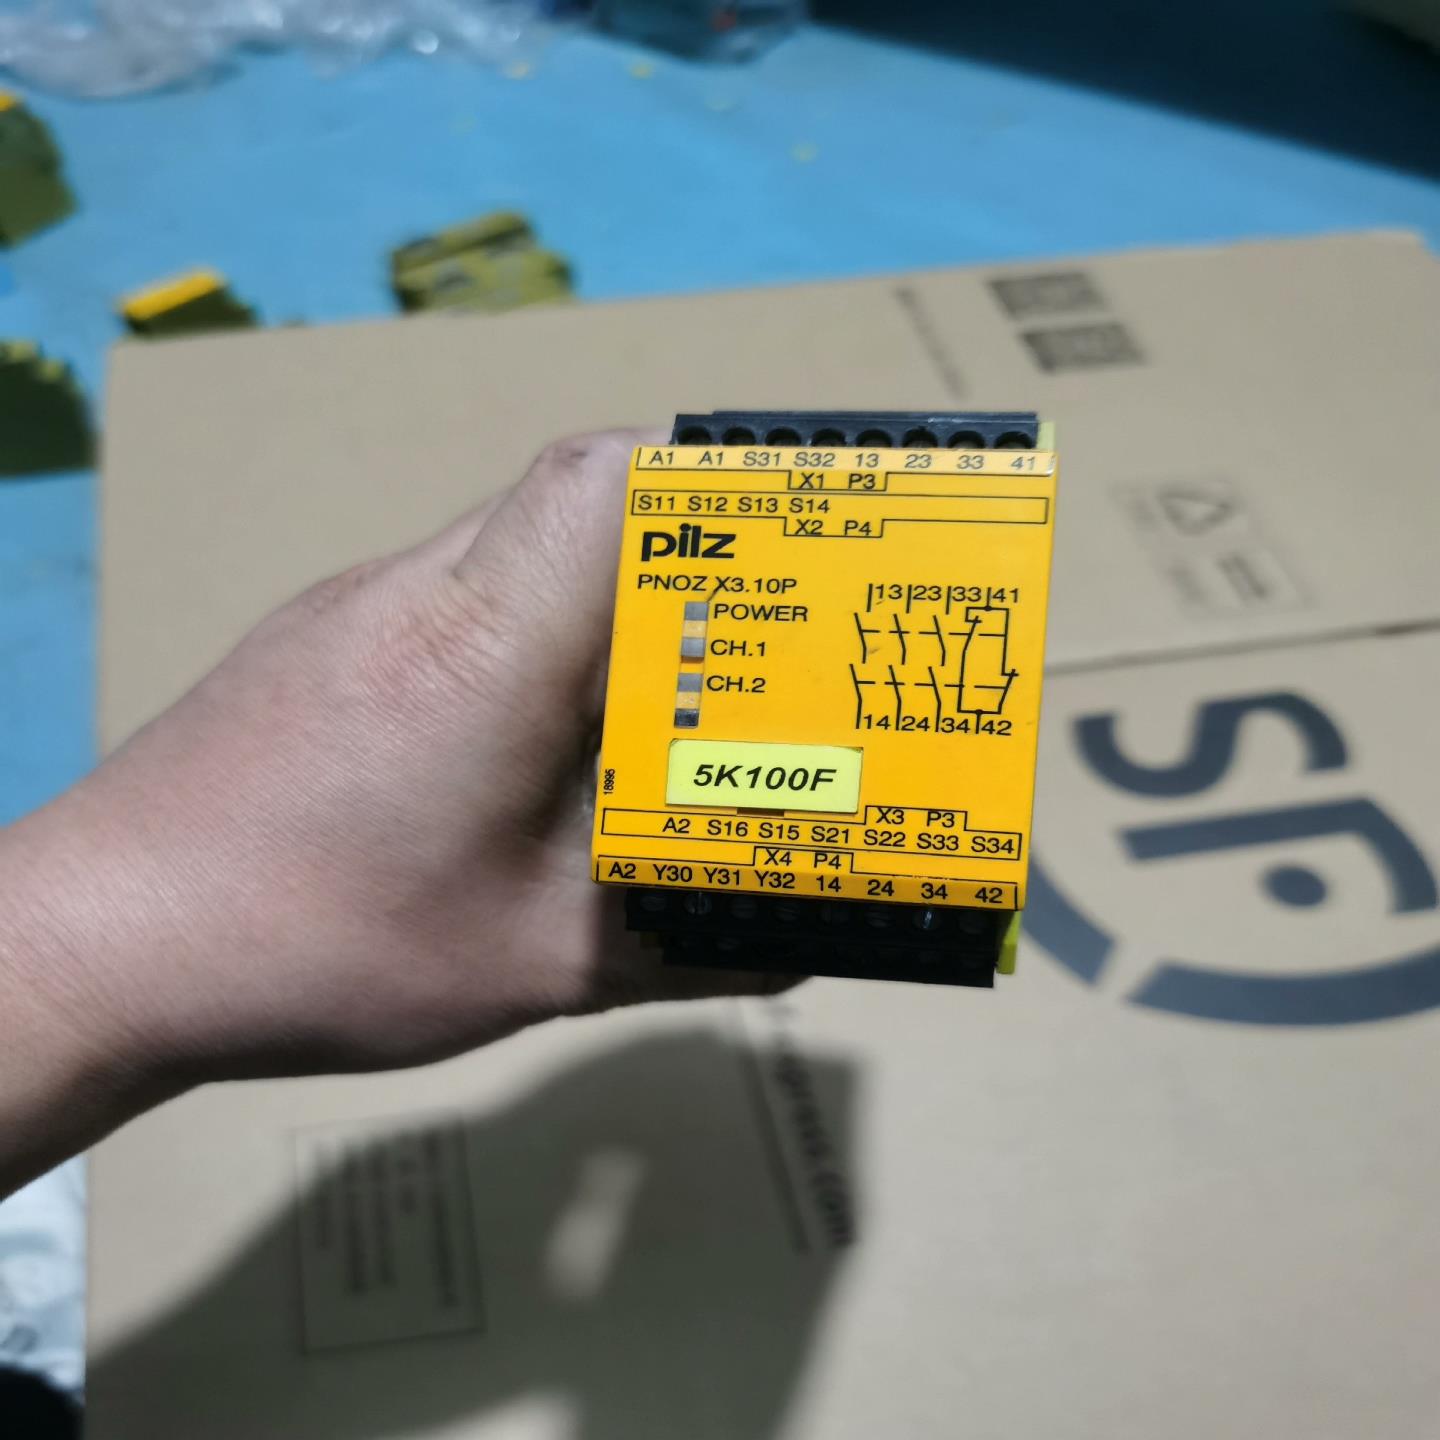 A1 A1 S31 S32 13 23 33 41
X1 P3
S11 S12 S13 S14
X2 P4
pilz
PNOZ X3.10P
POWER
CH.1
CH.2
13 23 33 41
14 24 34 42
5K100F
18995
X3 P3
A2 S16 S15 S21 S22 S33 S34
X4 P4
A2 Y30 Y31 Y32 14 24 34 42
SF